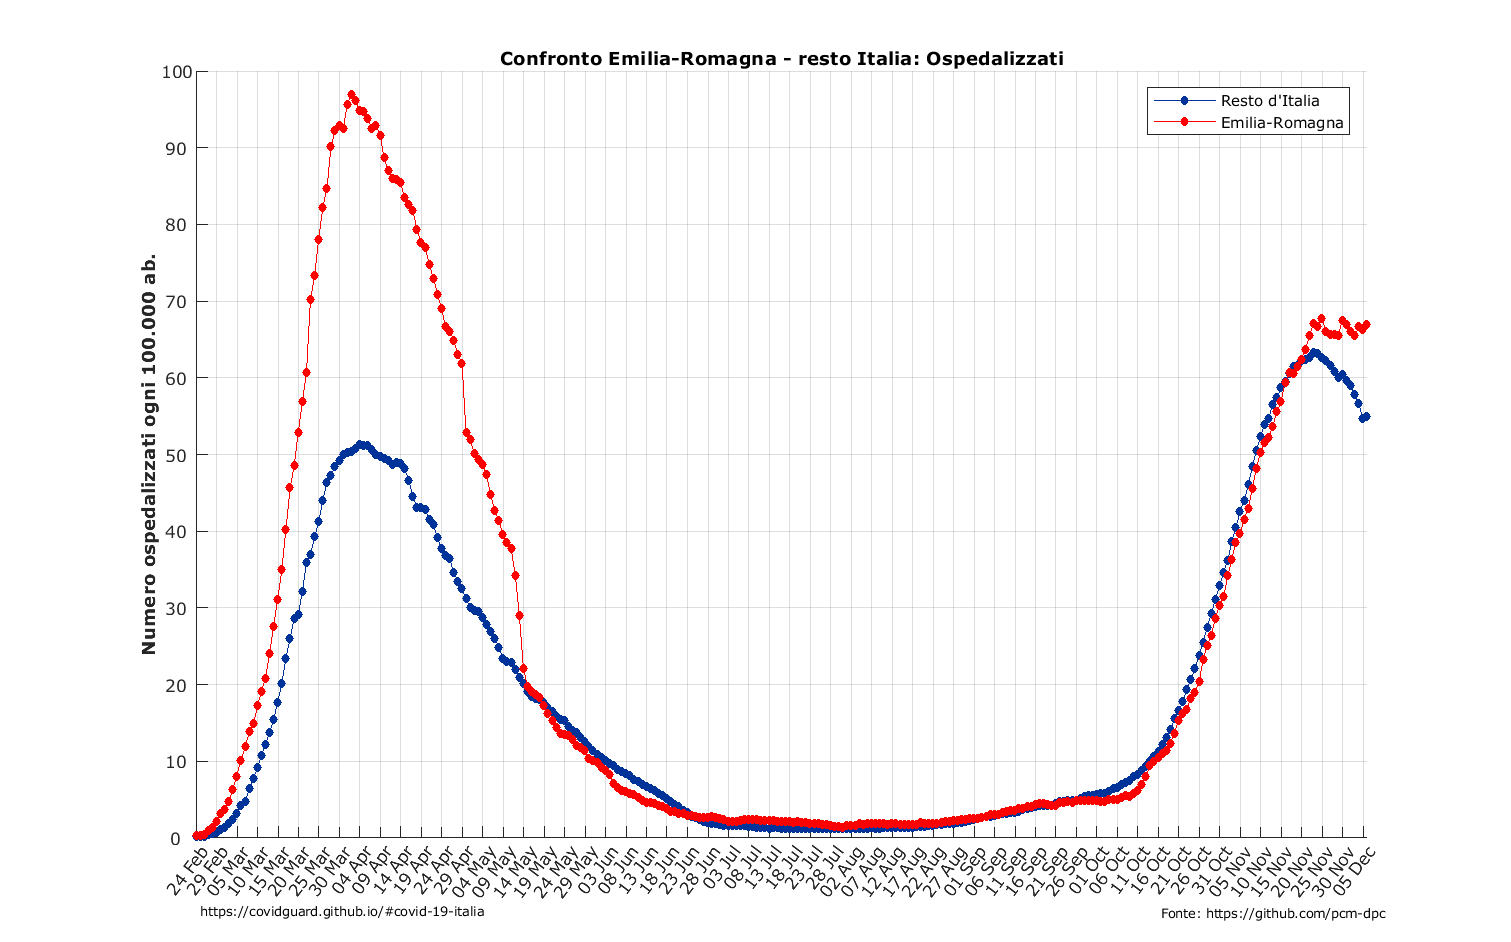 Confronto Emilia-Romagna - resto Italia: Ospedalizzati
Resto d'Italia
Emilia-Romagna
Numero ospedalizzati ogni 100.000 ab.
100
90
80
70
60
50
40
30
20
10
0
24 Feb
29 Feb
05 Mar
10 Mar
15 Mar
20 Mar
25 Mar
30 Mar
04 Apr
09 Apr
14 Apr
19 Apr
24 Apr
29 Apr
04 May
09 May
14 May
19 May
24 May
29 May
03 Jun
08 Jun
13 Jun
18 Jun
23 Jun
28 Jun
03 Jul
08 Jul
13 Jul
18 Jul
23 Jul
28 Jul
02 Aug
07 Aug
12 Aug
17 Aug
22 Aug
27 Aug
01 Sep
06 Sep
11 Sep
16 Sep
21 Sep
26 Sep
01 Oct
06 Oct
11 Oct
16 Oct
21 Oct
26 Oct
31 Oct
05 Nov
10 Nov
15 Nov
20 Nov
25 Nov
30 Nov
05 Dec
https://covidguard.github.io/#covid-19-italia
Fonte: https://github.com/pcm-dpc